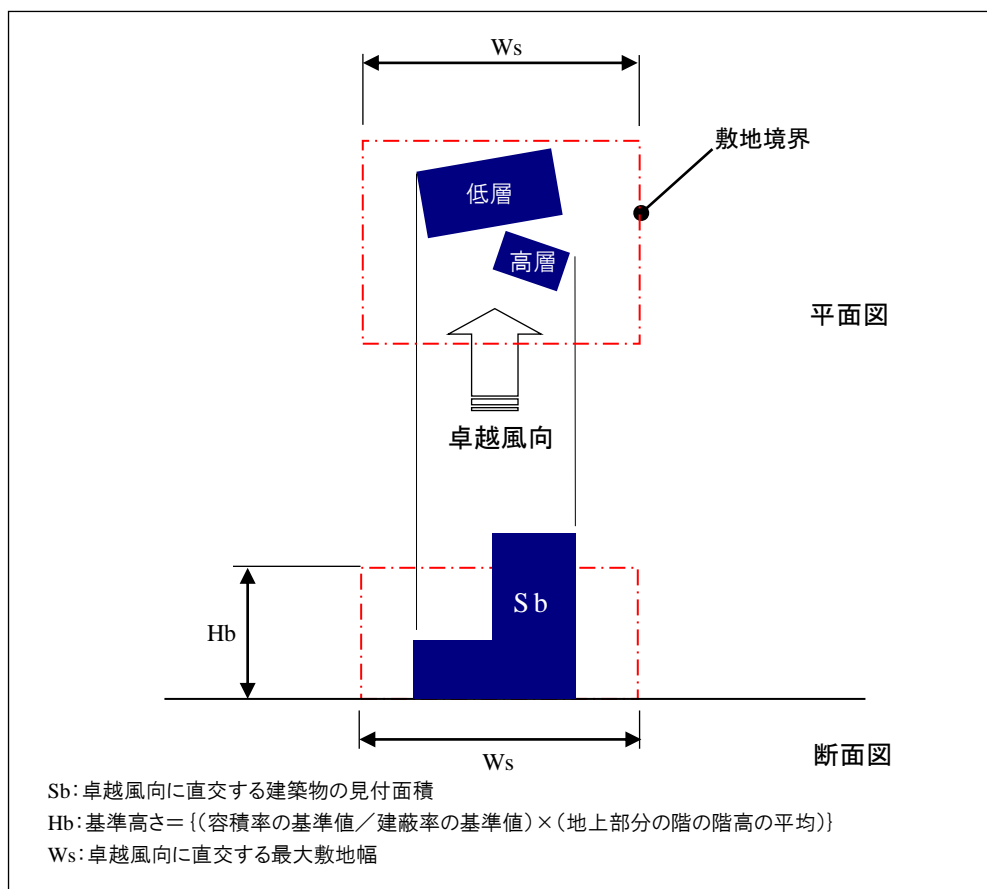 Ws
敷地境界
低層
高層
平面図
卓越風向
Sb
Hb
Ws
断面図
Sb：卓越風向に直交する建築物の見付面積
Hb：基準高さ＝{(容積率の基準値／建蔽率の基準値)×(地上部分の階の階高の平均)}
Ws：卓越風向に直交する最大敷地幅